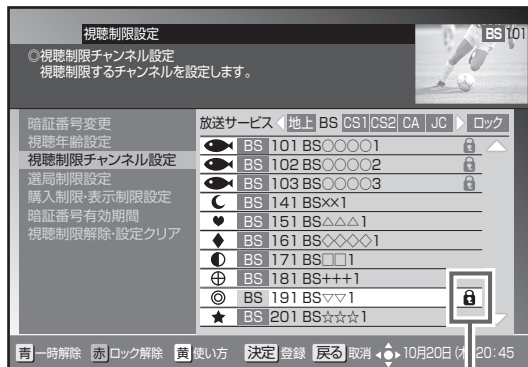 視聴制限設定
BS 101
◎視聴制限チャンネル設定
視聴制限するチャンネルを設定します。
暗証番号変更
視聴年齢設定
視聴制限チャンネル設定
選局制限設定
購入制限・表示制限設定
暗証番号有効期間
視聴制限解除・設定クリア
放送サービス 地上 BS CS1 CS2 CA JC ロック
BS 101 BS○○○○1
BS 102 BS○○○○2
BS 103 BS○○○○3
BS 141 BS××1
BS 151 BS△△△1
BS 161 BS◇◇◇◇1
BS 171 BS□□1
BS 181 BS+++1
BS 191 BS▽▽1
BS 201 BS☆☆☆1
青 一時解除 赤 ロック解除 黄 使い方 決定 登録 戻る 取消 10月20日(木)20:45